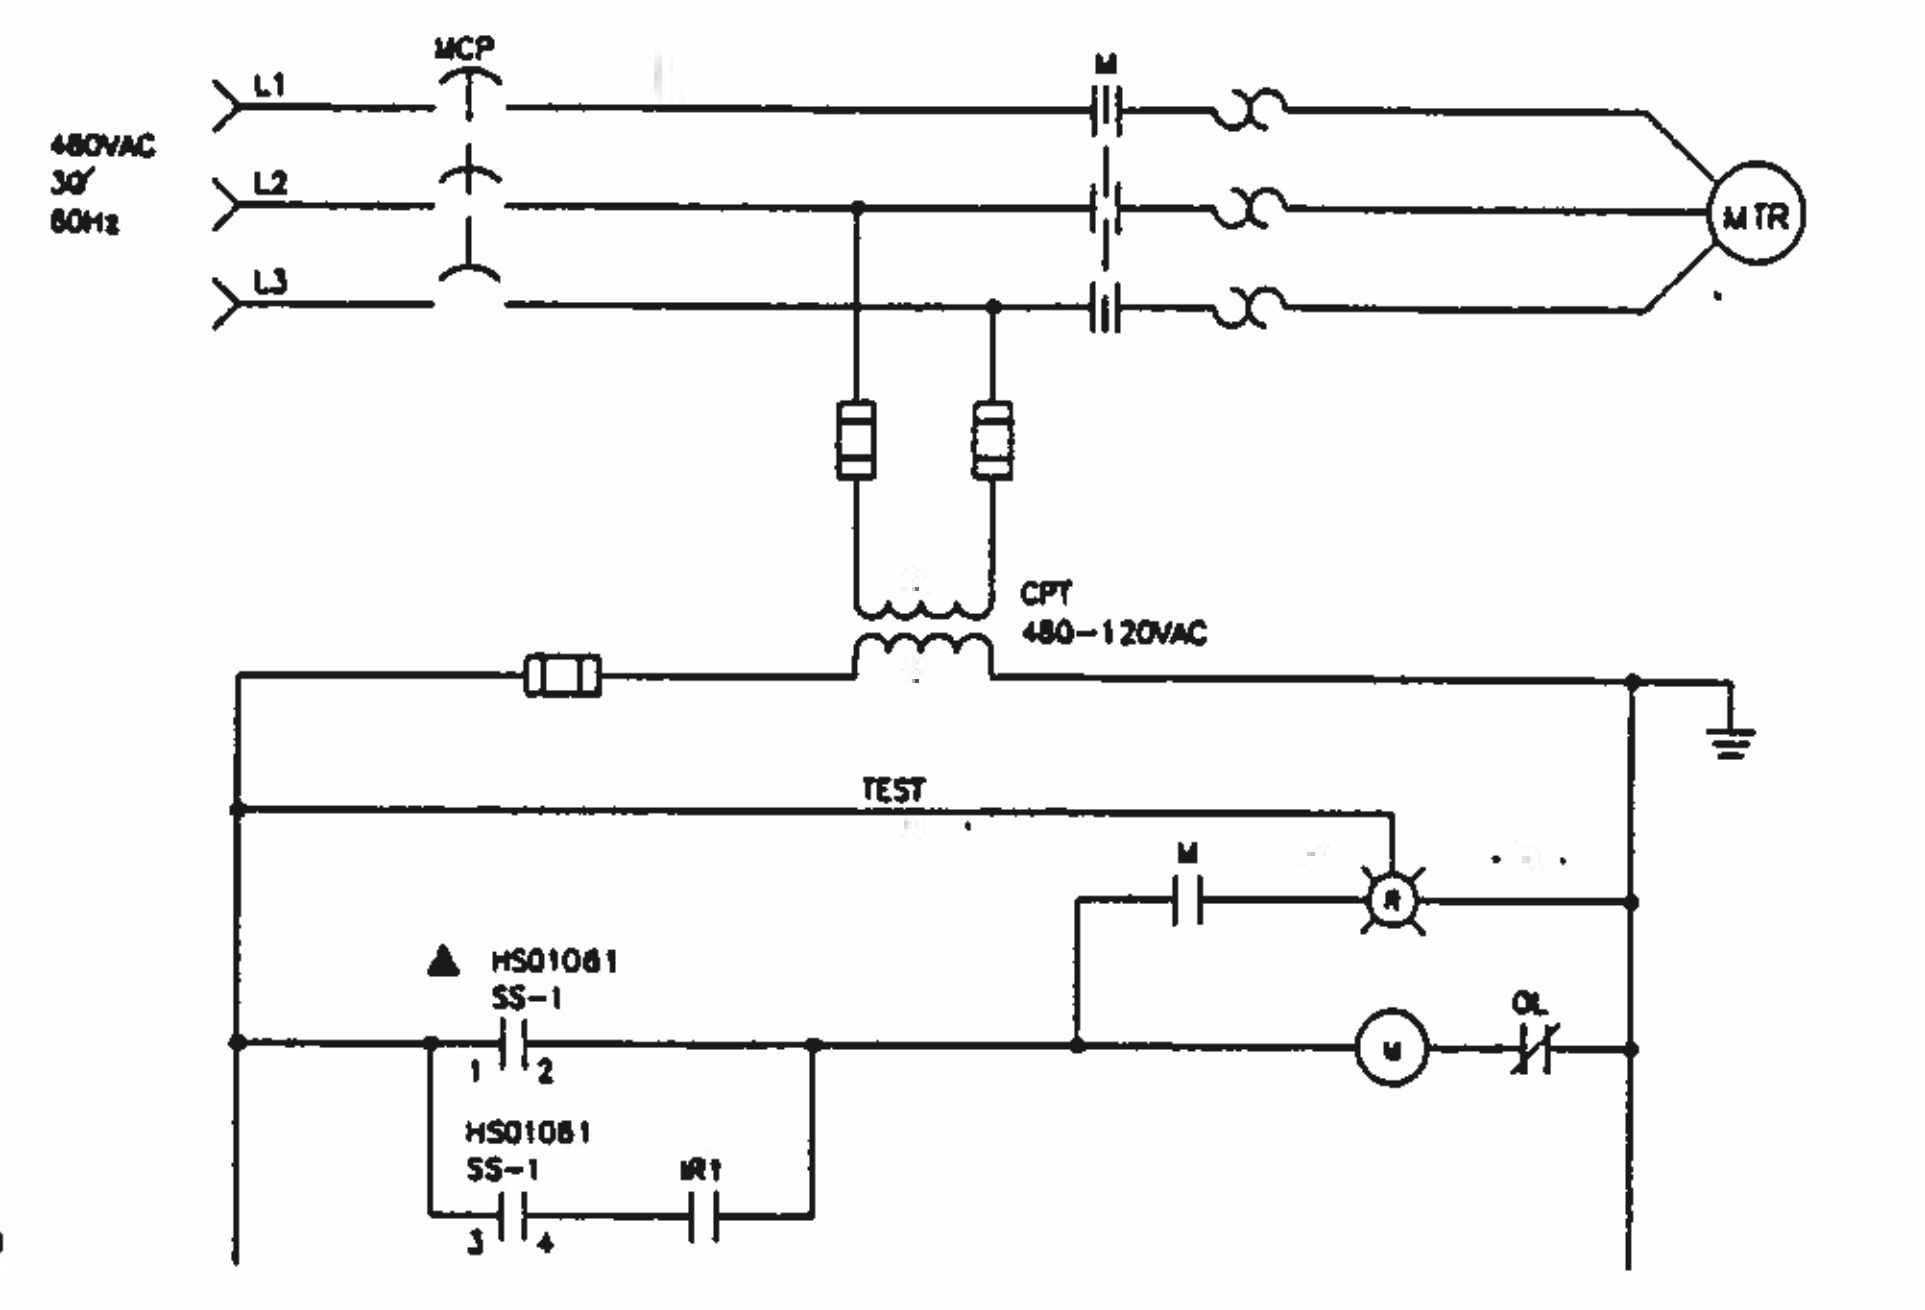 MCP
M
L1
480VAC
3Ø
60Hz
L2
L3
MTR
CPT
480-120VAC
TEST
M
R
HS01061
SS-1
OL
M
1
2
HS01061
SS-1
IR1
3
4